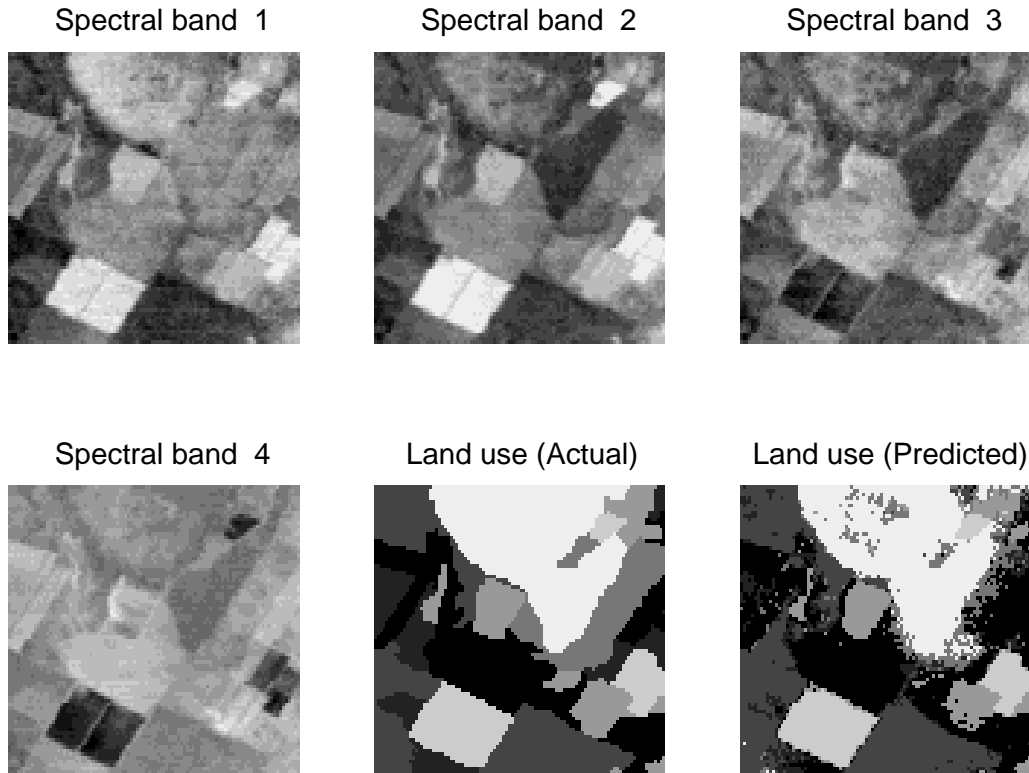 Spectral band  1
Spectral band  2
Spectral band  3
Spectral band  4
Land use (Actual)
Land use (Predicted)